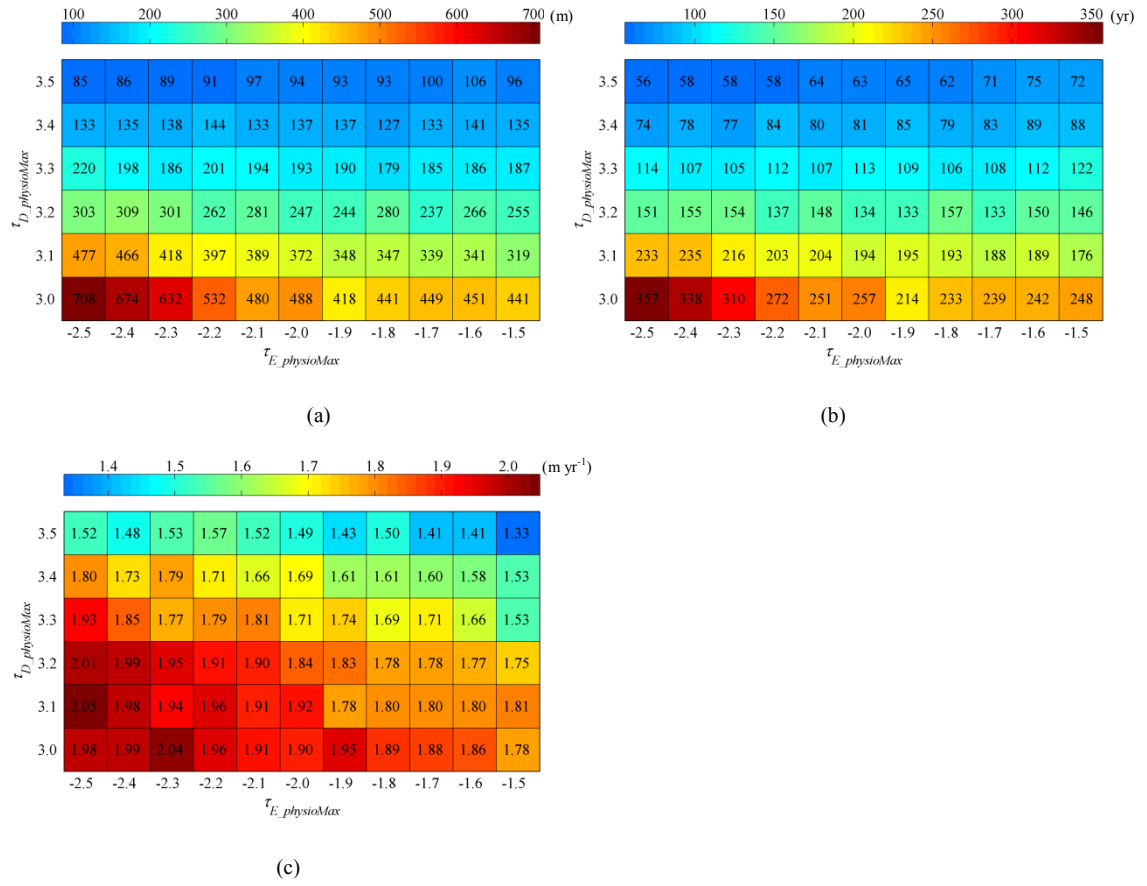 100 200 300 400 500 600 700 (m)
3.5 85 86 89 91 97 94 93 93 100 106 96
3.4 133 135 138 144 133 137 137 127 133 141 135
3.3 220 198 186 201 194 193 190 179 185 186 187
3.2 303 309 301 262 281 247 244 280 237 266 255
3.1 477 466 418 397 389 372 348 347 339 341 319
3.0 708 674 632 532 480 488 418 441 449 451 441
τD_physioMax
-2.5 -2.4 -2.3 -2.2 -2.1 -2.0 -1.9 -1.8 -1.7 -1.6 -1.5
τE_physioMax
(a)
100 150 200 250 300 350 (yr)
3.5 56 58 58 58 64 63 65 62 71 75 72
3.4 74 78 77 84 80 81 85 79 83 89 88
3.3 114 107 105 112 107 113 109 106 108 112 122
3.2 151 155 154 137 148 134 133 157 133 150 146
3.1 233 235 216 203 204 194 195 193 188 189 176
3.0 357 338 310 272 251 257 214 233 239 242 248
τD_physioMax
-2.5 -2.4 -2.3 -2.2 -2.1 -2.0 -1.9 -1.8 -1.7 -1.6 -1.5
τE_physioMax
(b)
1.4 1.5 1.6 1.7 1.8 1.9 2.0 (m yr-1)
3.5 1.52 1.48 1.53 1.57 1.52 1.49 1.43 1.50 1.41 1.41 1.33
3.4 1.80 1.73 1.79 1.71 1.66 1.69 1.61 1.61 1.60 1.58 1.53
3.3 1.93 1.85 1.77 1.79 1.81 1.71 1.74 1.69 1.71 1.66 1.53
3.2 2.01 1.99 1.95 1.91 1.90 1.84 1.83 1.78 1.78 1.77 1.75
3.1 2.05 1.98 1.94 1.96 1.91 1.92 1.78 1.80 1.80 1.80 1.81
3.0 1.98 1.99 2.04 1.96 1.91 1.90 1.95 1.89 1.88 1.86 1.78
τD_physioMax
-2.5 -2.4 -2.3 -2.2 -2.1 -2.0 -1.9 -1.8 -1.7 -1.6 -1.5
τE_physioMax
(c)